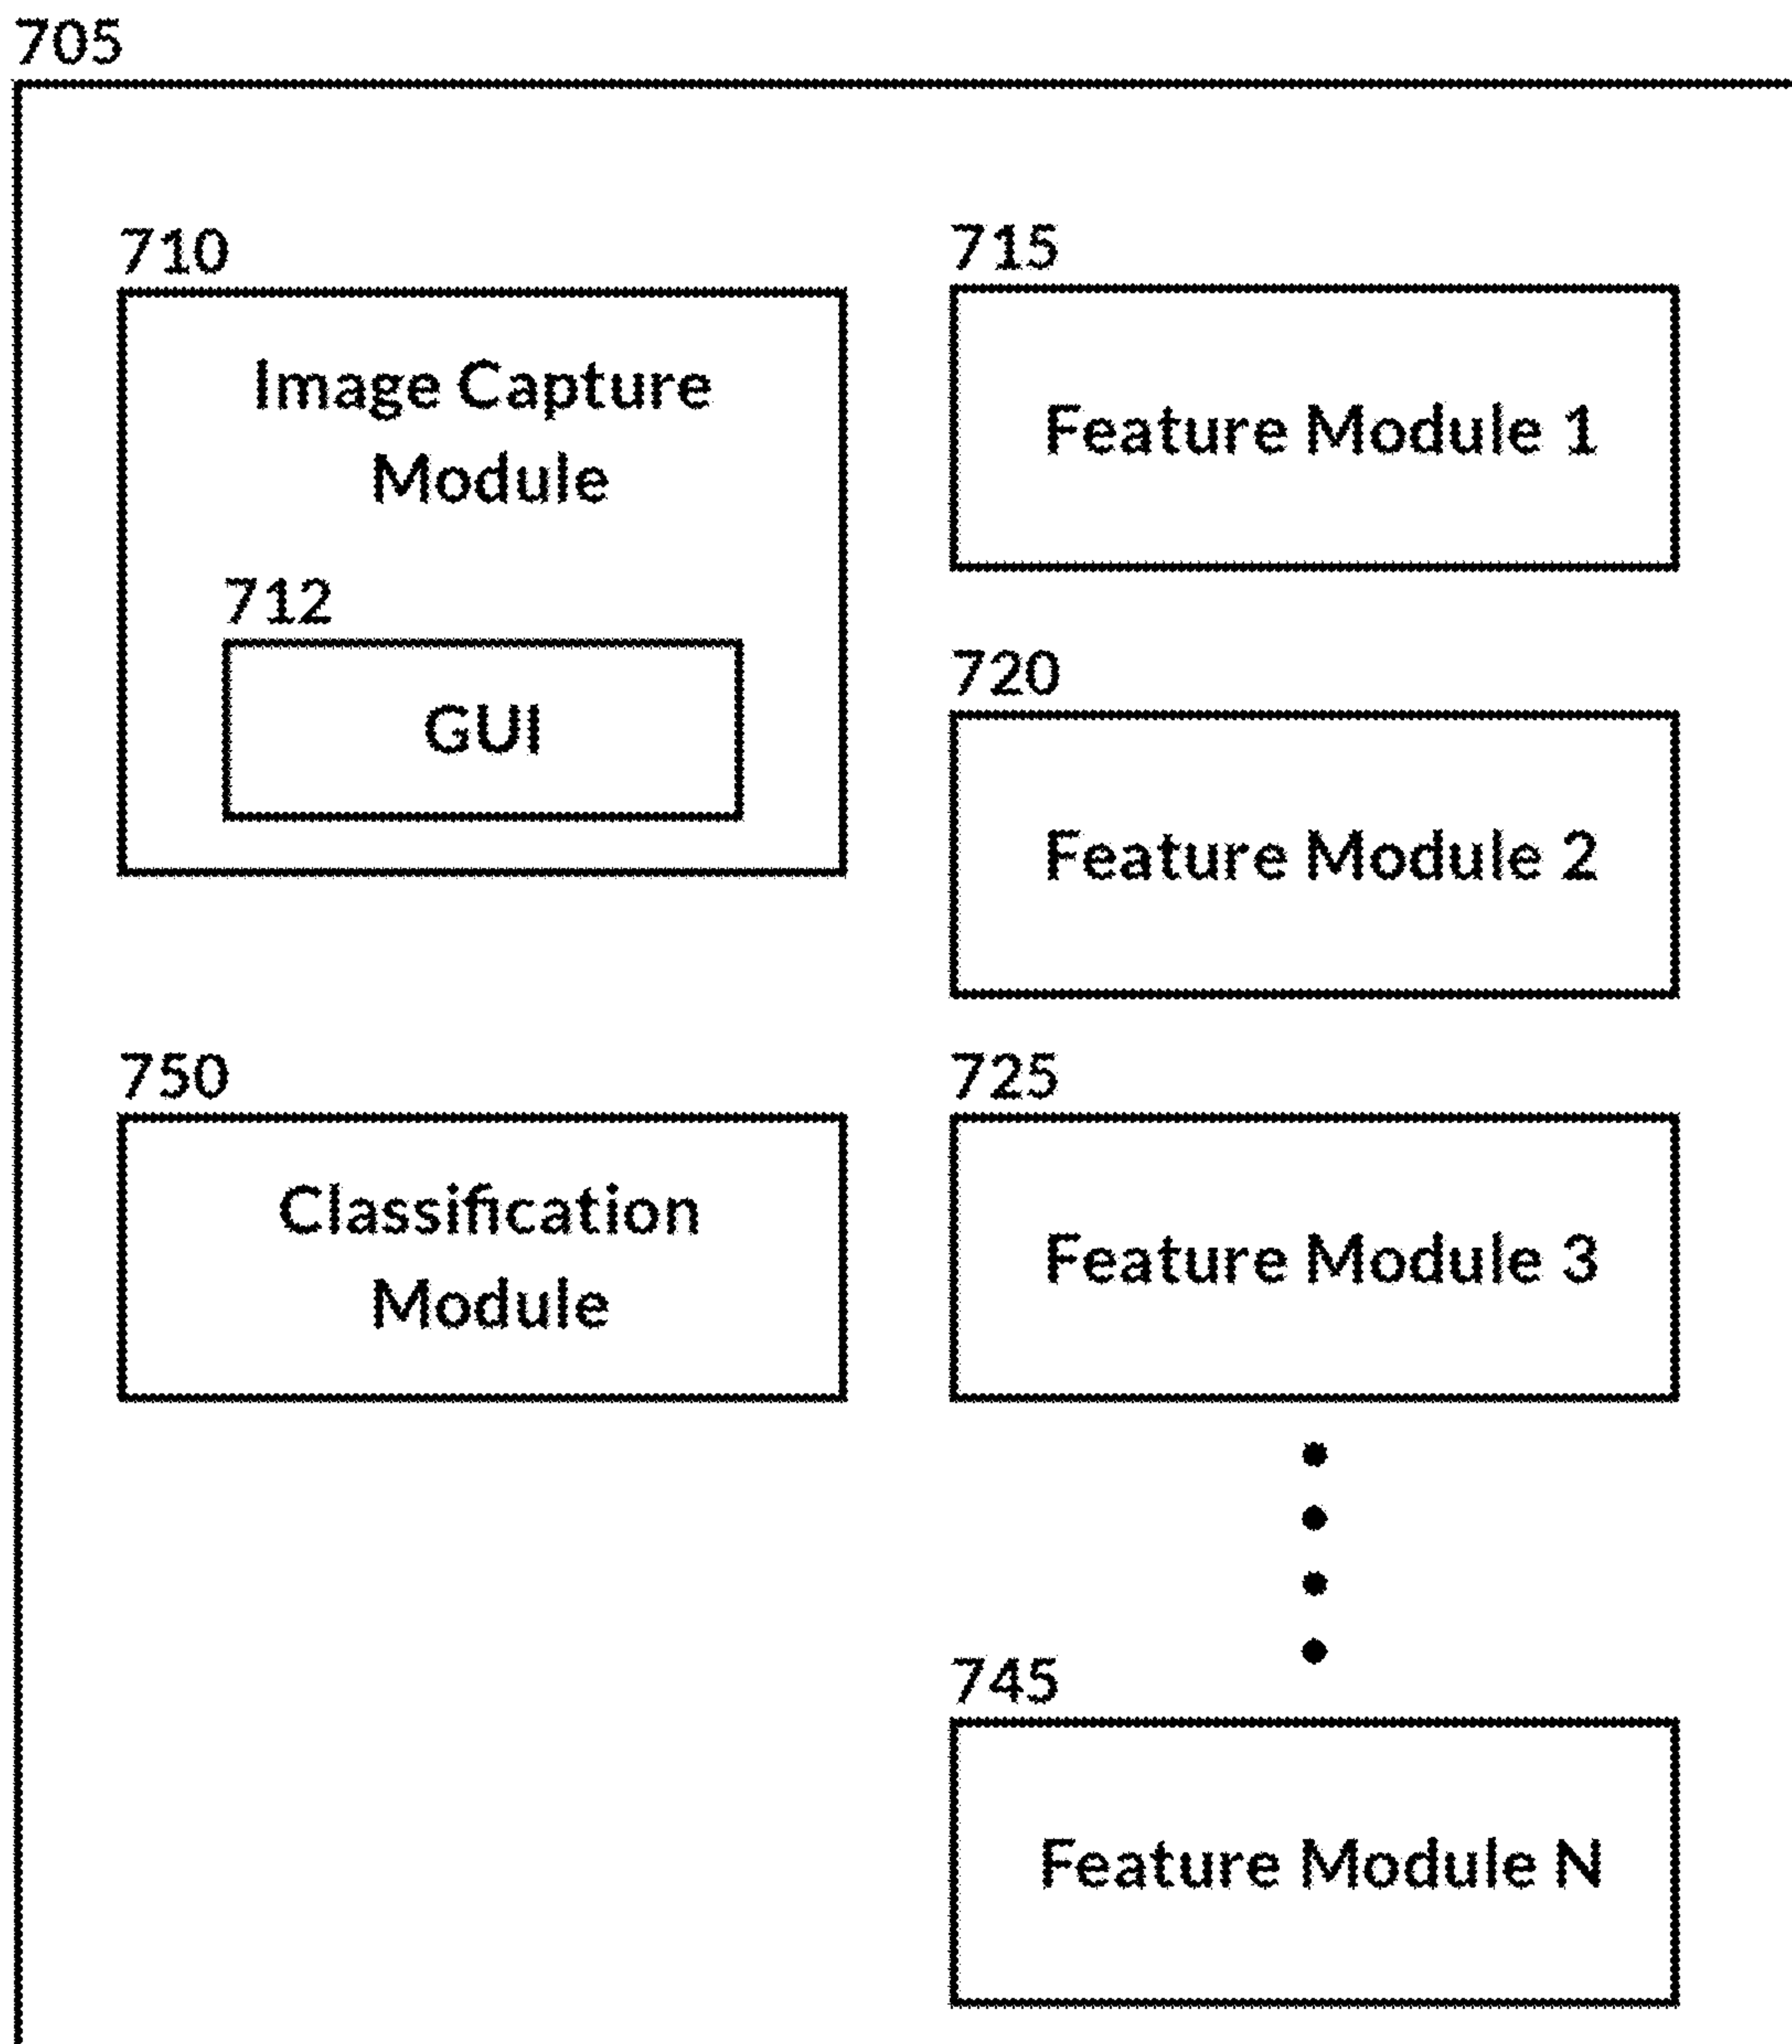 705
710
Image Capture
Module
712
GUI
750
Classification
Module
715
Feature Module 1
720
Feature Module 2
725
Feature Module 3
745
Feature Module N